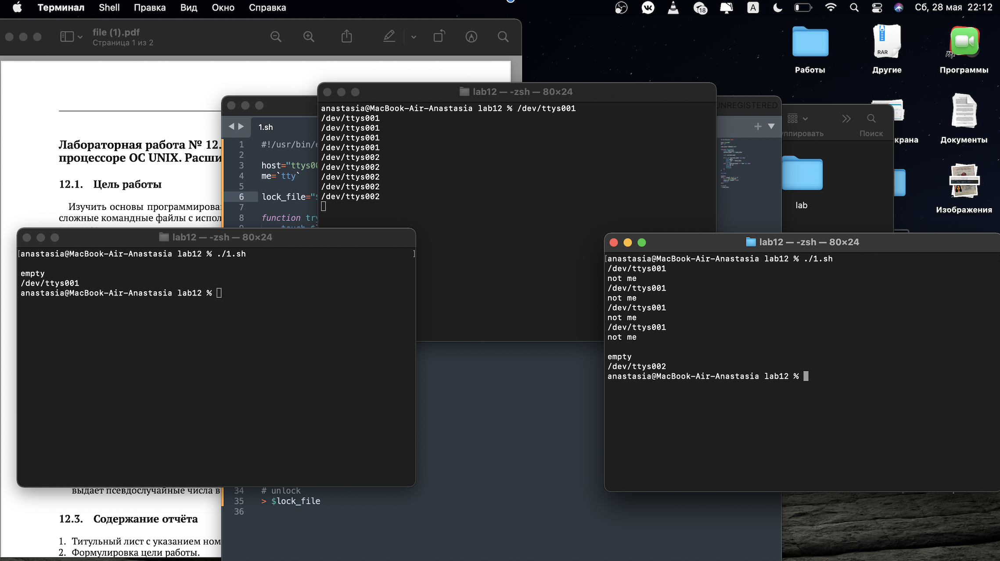 Терминал Shell Правка Вид Окно Справка
18 A Сб, 28 мая 22:12
file (1).pdf
Страница 1 из 2
RAR
Работы Другие Программы
Документы
крана
Изображения
Поиск
lab
Лабораторная работа № 12.
процессоре ОС UNIX.
12.1. Цель работы
Изучить основы
сложные командные файлы с
выдает псевдослучайные числа в
12.3. Содержание отчёта
1. Титульный лист с указанием
2. Формулировка цели работы.
UNREGISTERED
1.sh
1 #!/usr/bin/
2
3 host="ttys00
4 me=`tty`
5
6 lock_file="
7
8 function try
9 touch
34 # unlock
35 > $lock_file
36
lab12 — -zsh — 80×24
anastasia@MacBook-Air-Anastasia lab12 % /dev/ttys001
/dev/ttys001
/dev/ttys001
/dev/ttys001
/dev/ttys001
/dev/ttys002
/dev/ttys002
/dev/ttys002
/dev/ttys002
/dev/ttys002
lab12 — -zsh — 80×24
[anastasia@MacBook-Air-Anastasia lab12 % ./1.sh ]
empty
/dev/ttys001
anastasia@MacBook-Air-Anastasia lab12 %
lab12 — -zsh — 80×24
[anastasia@MacBook-Air-Anastasia lab12 % ./1.sh
/dev/ttys001
not me
/dev/ttys001
not me
/dev/ttys001
not me
/dev/ttys001
not me
empty
/dev/ttys002
anastasia@MacBook-Air-Anastasia lab12 %